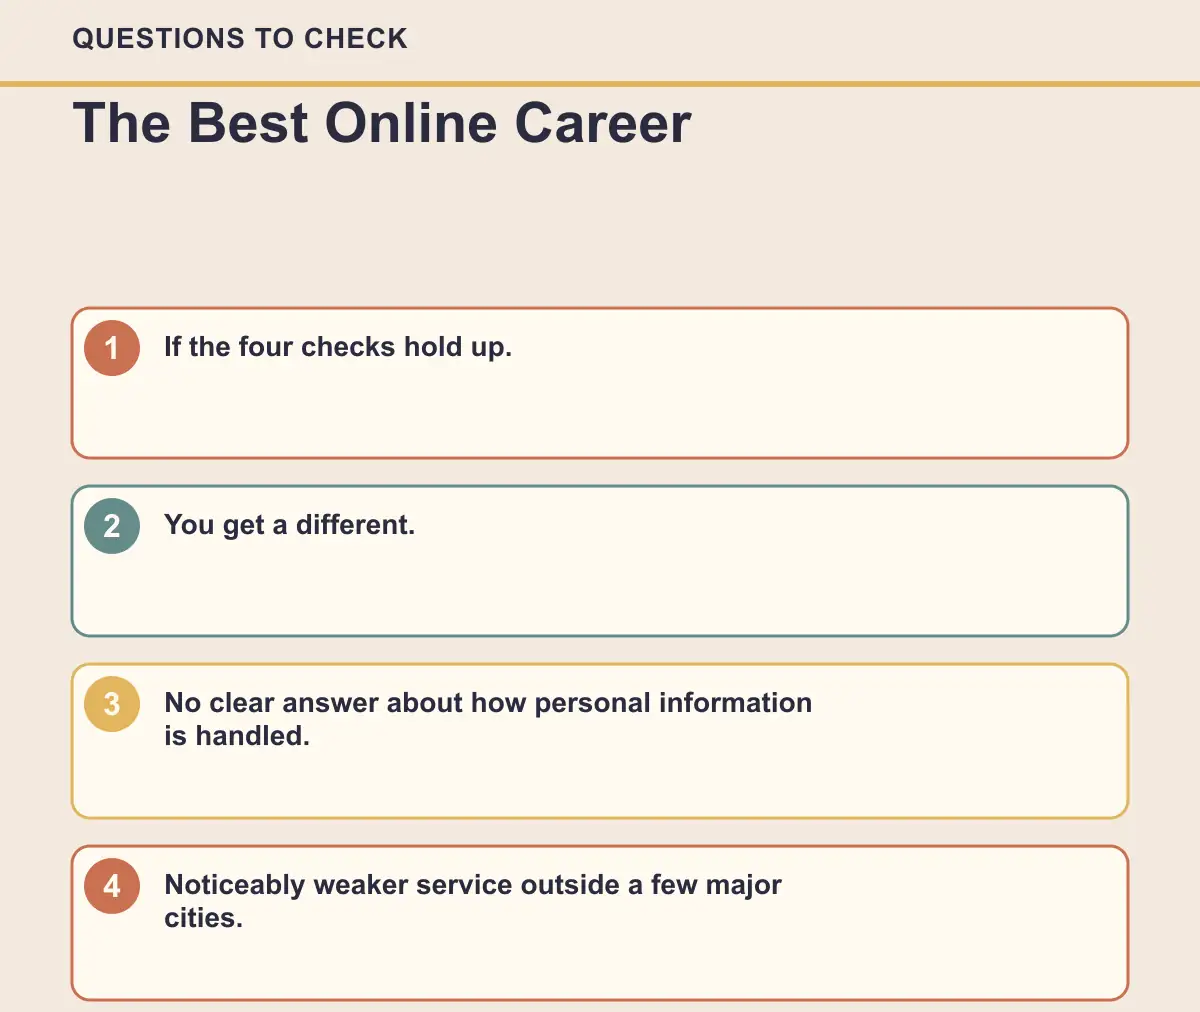 QUESTIONS TO CHECK
The Best Online Career
1
If the four checks hold up.
2
You get a different.
3
No clear answer about how personal information
is handled.
4
Noticeably weaker service outside a few major
cities.